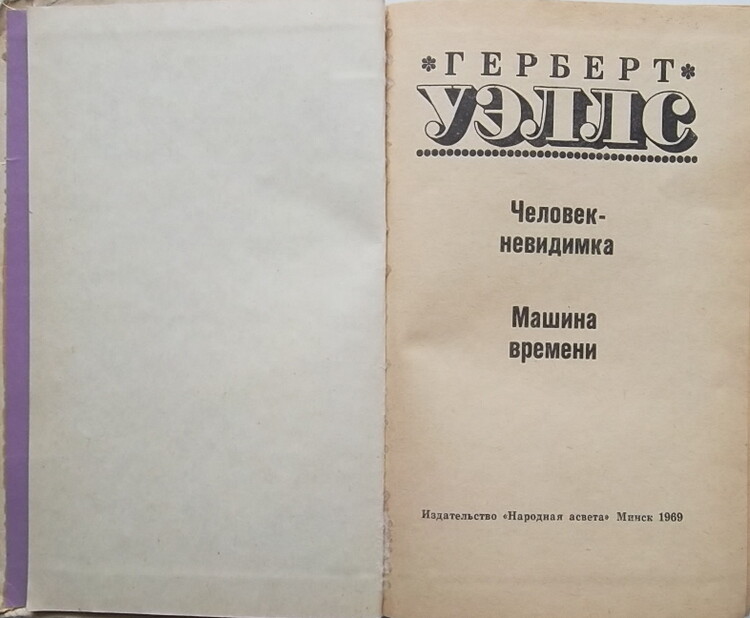 * ГЕРБЕРТ *
УЭЛЛС
Человек-
невидимка
Машина
времени
Издательство «Народная асвета» Минск 1969